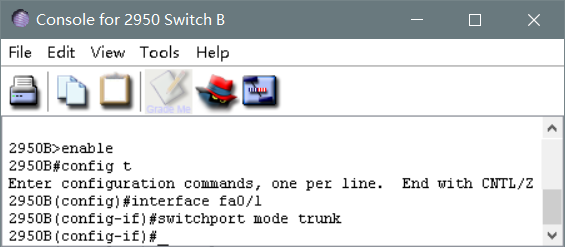 Console for 2950 Switch B
File Edit View Tools Help
Grade Me
2950B>enable
2950B#config t
Enter configuration commands, one per line.  End with CNTL/Z
2950B(config)#interface fa0/1
2950B(config-if)#switchport mode trunk
2950B(config-if)#_